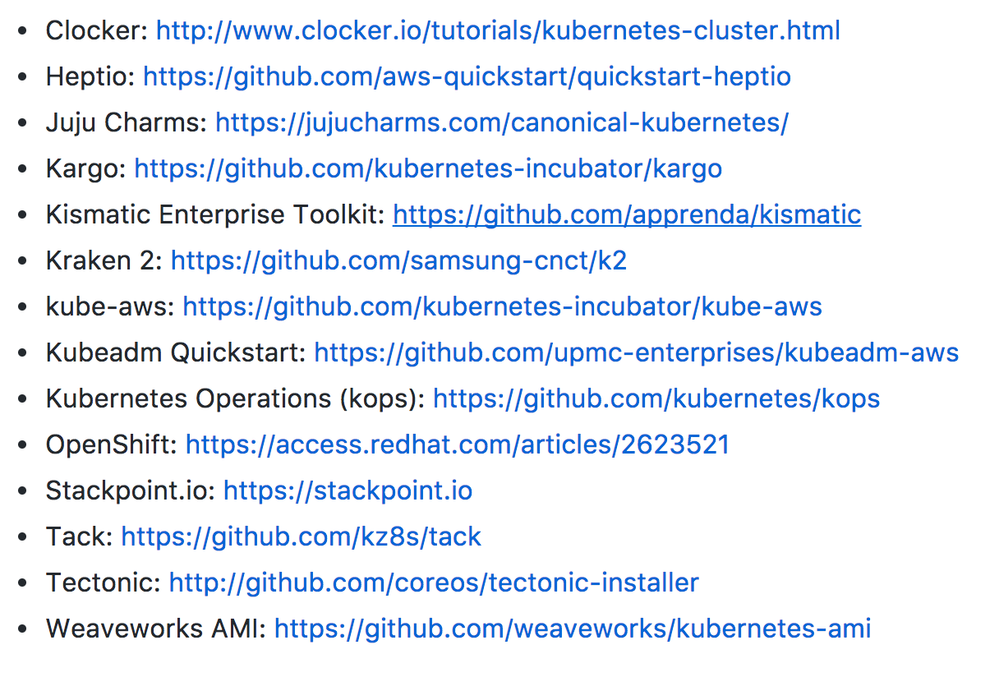 • Clocker: http://www.clocker.io/tutorials/kubernetes-cluster.html
• Heptio: https://github.com/aws-quickstart/quickstart-heptio
• Juju Charms: https://jujucharms.com/canonical-kubernetes/
• Kargo: https://github.com/kubernetes-incubator/kargo
• Kismatic Enterprise Toolkit: https://github.com/apprenda/kismatic
• Kraken 2: https://github.com/samsung-cnct/k2
• kube-aws: https://github.com/kubernetes-incubator/kube-aws
• Kubeadm Quickstart: https://github.com/upmc-enterprises/kubeadm-aws
• Kubernetes Operations (kops): https://github.com/kubernetes/kops
• OpenShift: https://access.redhat.com/articles/2623521
• Stackpoint.io: https://stackpoint.io
• Tack: https://github.com/kz8s/tack
• Tectonic: http://github.com/coreos/tectonic-installer
• Weaveworks AMI: https://github.com/weaveworks/kubernetes-ami